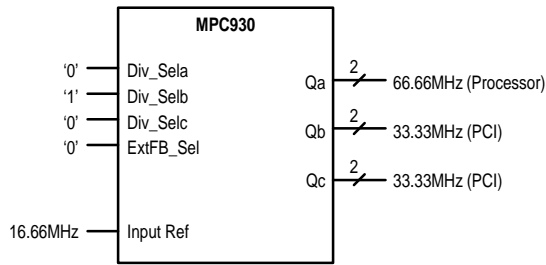 MPC930
‘0’ Div_Sela
‘1’ Div_Selb
‘0’ Div_Selc
‘0’ ExtFB_Sel
Qa 2 66.66MHz (Processor)
Qb 2 33.33MHz (PCI)
Qc 2 33.33MHz (PCI)
16.66MHz Input Ref